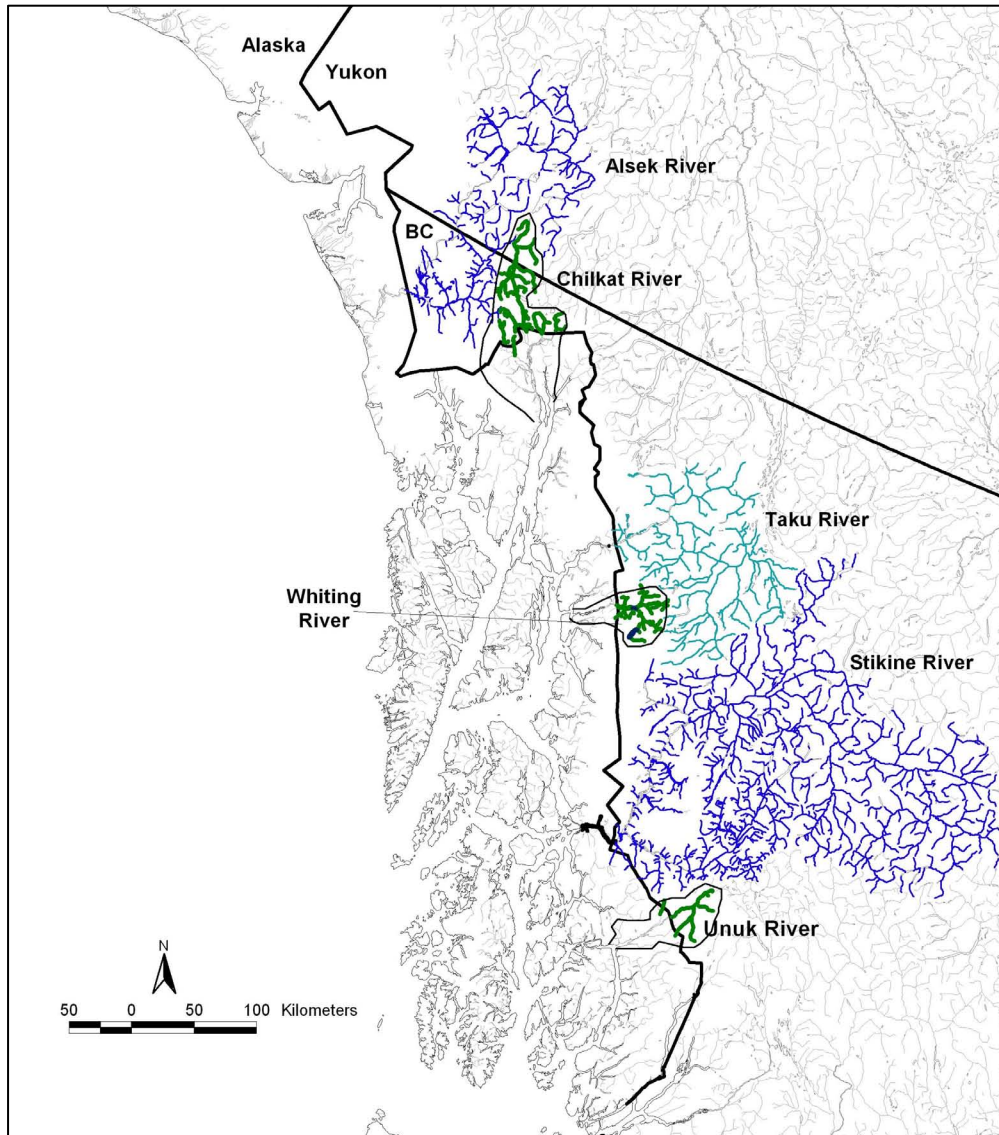 Alaska
Yukon
Alsek River
BC
Chilkat River
Taku River
Whiting
River
Stikine River
Unuk River
N
50 0 50 100 Kilometers